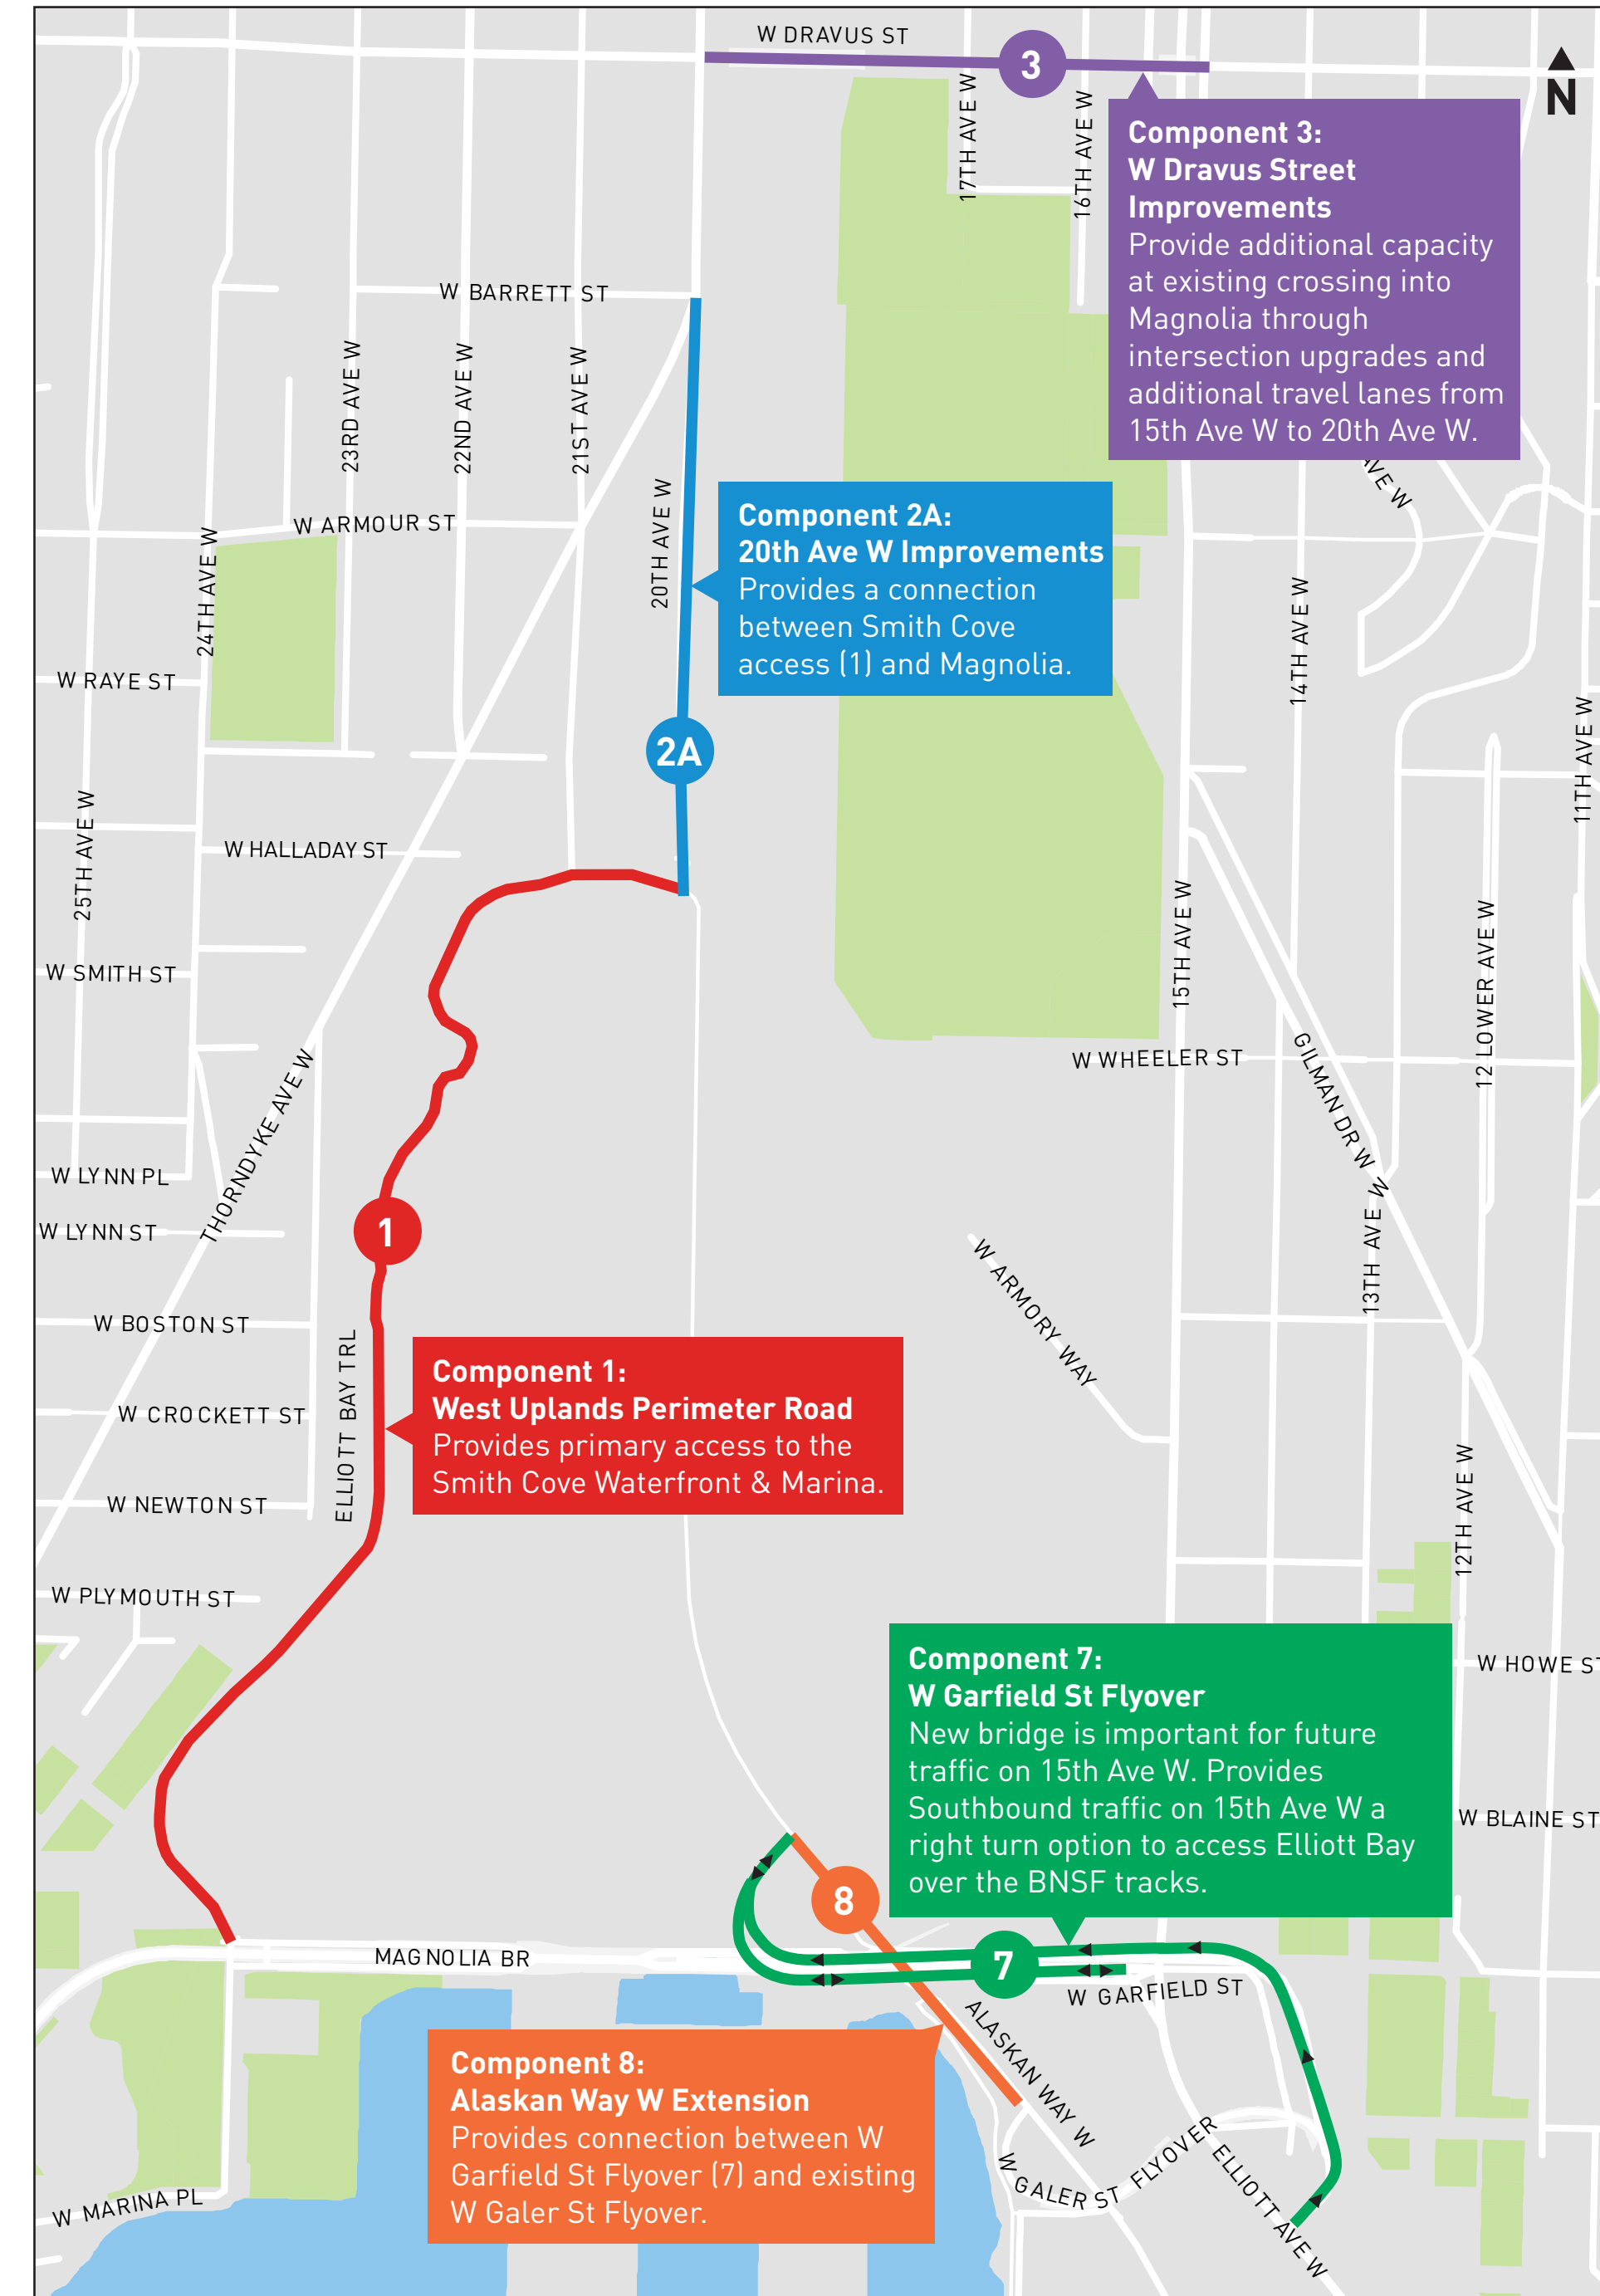 W DRAVUS ST
3
N
17TH AVE W
16TH AVE W
Component 3:
W Dravus Street
Improvements
Provide additional capacity
at existing crossing into
Magnolia through
intersection upgrades and
additional travel lanes from
15th Ave W to 20th Ave W.
W BARRETT ST
23RD AVE W
22ND AVE W
21ST AVE W
20TH AVE W
AVE W
W ARMOUR ST
24TH AVE W
Component 2A:
20th Ave W Improvements
Provides a connection
between Smith Cove
access (1) and Magnolia.
14TH AVE W
W RAYE ST
2A
11TH AVE W
25TH AVE W
W HALLADAY ST
15TH AVE W
12 LOWER AVE W
W SMITH ST
W WHEELER ST
GILMAN DR W
THORNDYKE AVE W
W LYNN PL
W LYNN ST
1
13TH AVE W
W
W ARMORY WAY
W BOSTON ST
ELLIOTT BAY TRL
Component 1:
West Uplands Perimeter Road
Provides primary access to the
Smith Cove Waterfront & Marina.
W CROCKETT ST
W NEWTON ST
12TH AVE W
W PLYMOUTH ST
Component 7:
W Garfield St Flyover
New bridge is important for future
traffic on 15th Ave W. Provides
Southbound traffic on 15th Ave W a
right turn option to access Elliott Bay
over the BNSF tracks.
W HOWE ST
W BLAINE ST
8
7
MAGNOLIA BR
W GARFIELD ST
ALASKAN WAY W
Component 8:
Alaskan Way W Extension
Provides connection between W
Garfield St Flyover (7) and existing
W Galer St Flyover.
W GALER ST FLYOVER
ELLIOTT AVE W
W MARINA PL